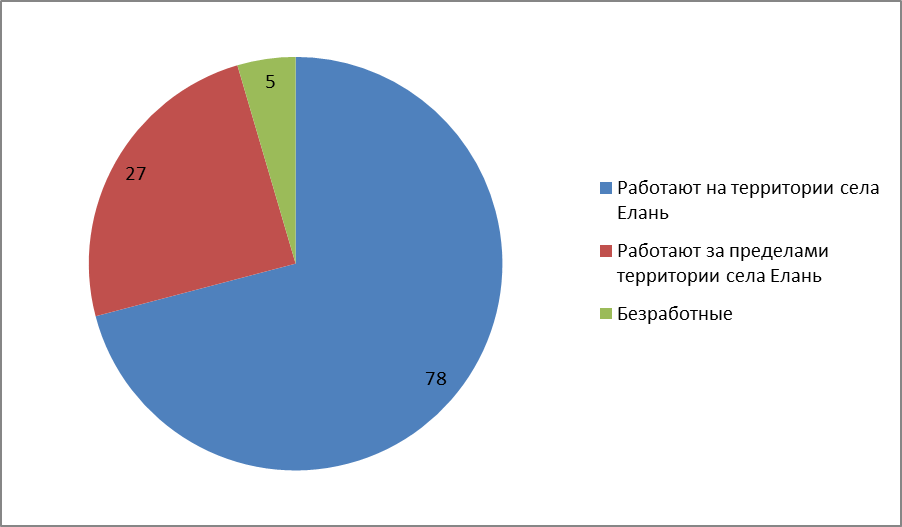 5
27
78
Работают на территории села
Елань
Работают за пределами
территории села Елань
Безработные